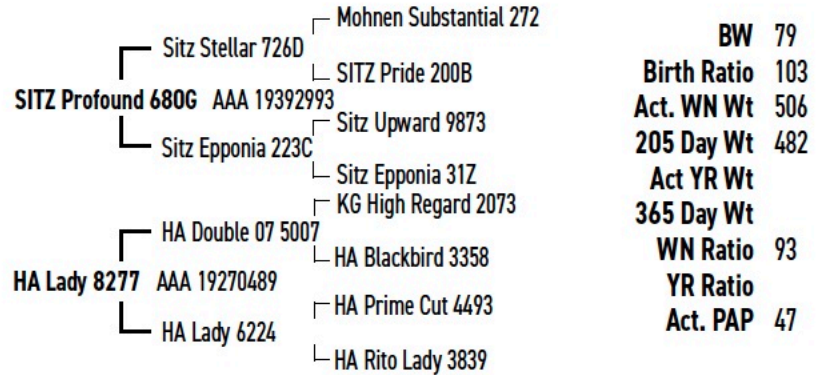 Mohnen Substantial 272
Sitz Stellar 726D
SITZ Pride 200B
SITZ Profound 680G AAA 19392993
Sitz Upward 9873
Sitz Epponia 223C
Sitz Epponia 31Z
KG High Regard 2073
HA Double 07 5007
HA Blackbird 3358
HA Lady 8277 AAA 19270489
HA Prime Cut 4493
HA Lady 6224
HA Rito Lady 3839
BW 79
Birth Ratio 103
Act. WN Wt 506
205 Day Wt 482
Act YR Wt
365 Day Wt
WN Ratio 93
YR Ratio
Act. PAP 47